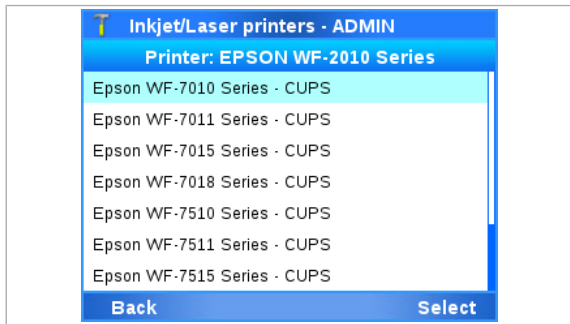 Inkjet/Laser printers - ADMIN
Printer: EPSON WF-2010 Series
Epson WF-7010 Series - CUPS
Epson WF-7011 Series - CUPS
Epson WF-7015 Series - CUPS
Epson WF-7018 Series - CUPS
Epson WF-7510 Series - CUPS
Epson WF-7511 Series - CUPS
Epson WF-7515 Series - CUPS
Back Select